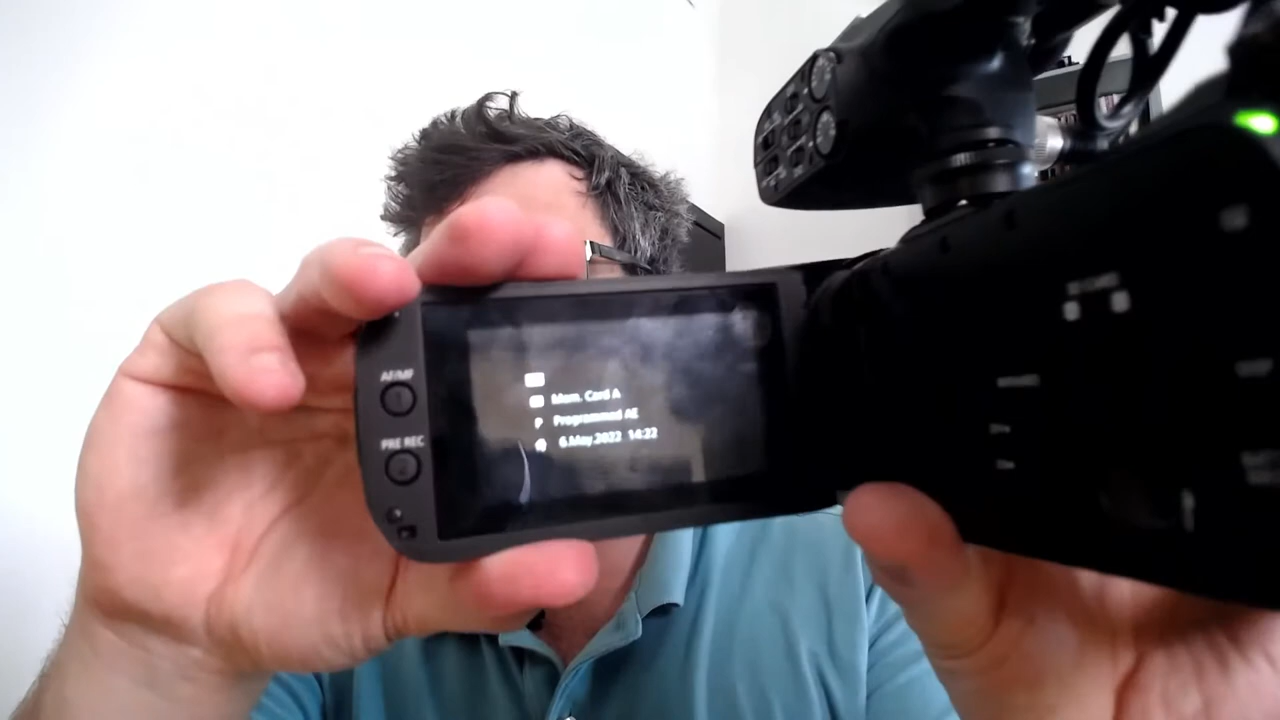 AF/MF
PRE REC
Mem. Card A
P Programmed AE
6.May.2022 14:22